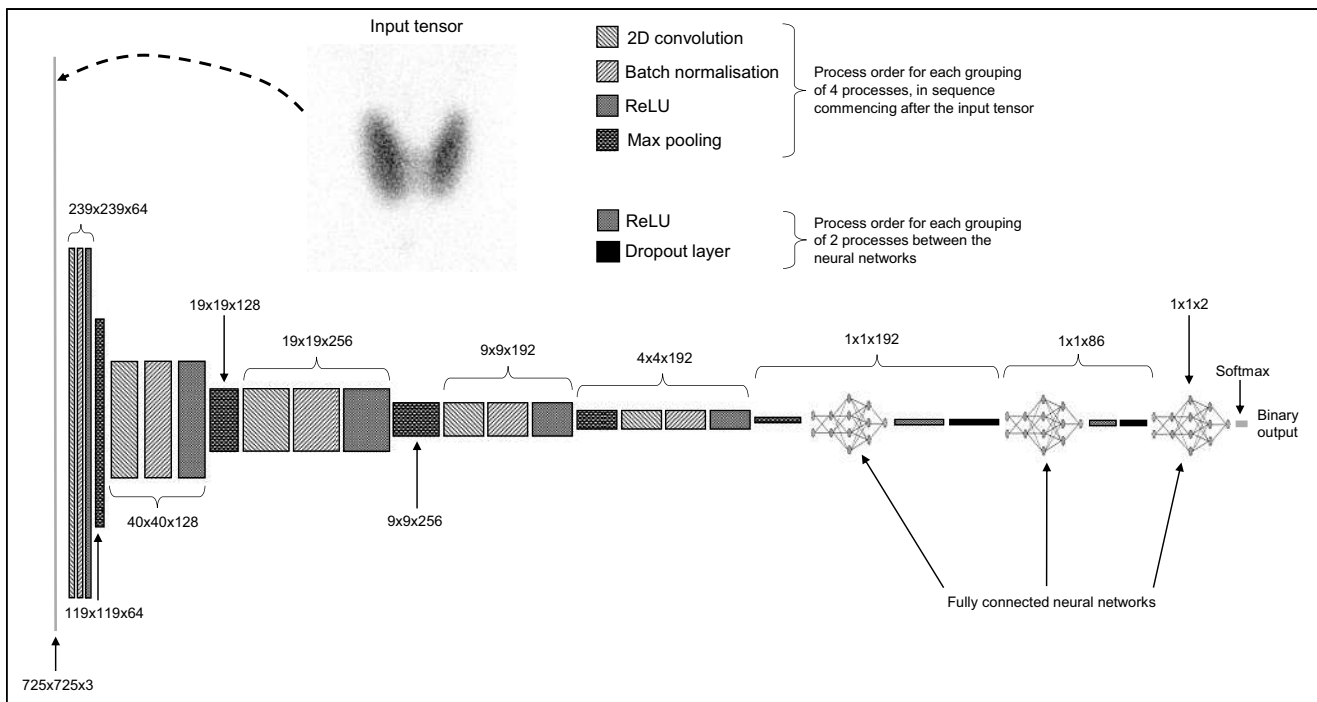 Input tensor
2D convolution
Batch normalisation
ReLU
Max pooling
Process order for each grouping
of 4 processes, in sequence
commencing after the input tensor
ReLU
Dropout layer
Process order for each grouping
of 2 processes between the
neural networks
239x239x64
19x19x128
19x19x256
9x9x192
4x4x192
1x1x192
1x1x86
1x1x2
Softmax
Binary
output
40x40x128
9x9x256
119x119x64
Fully connected neural networks
725x725x3